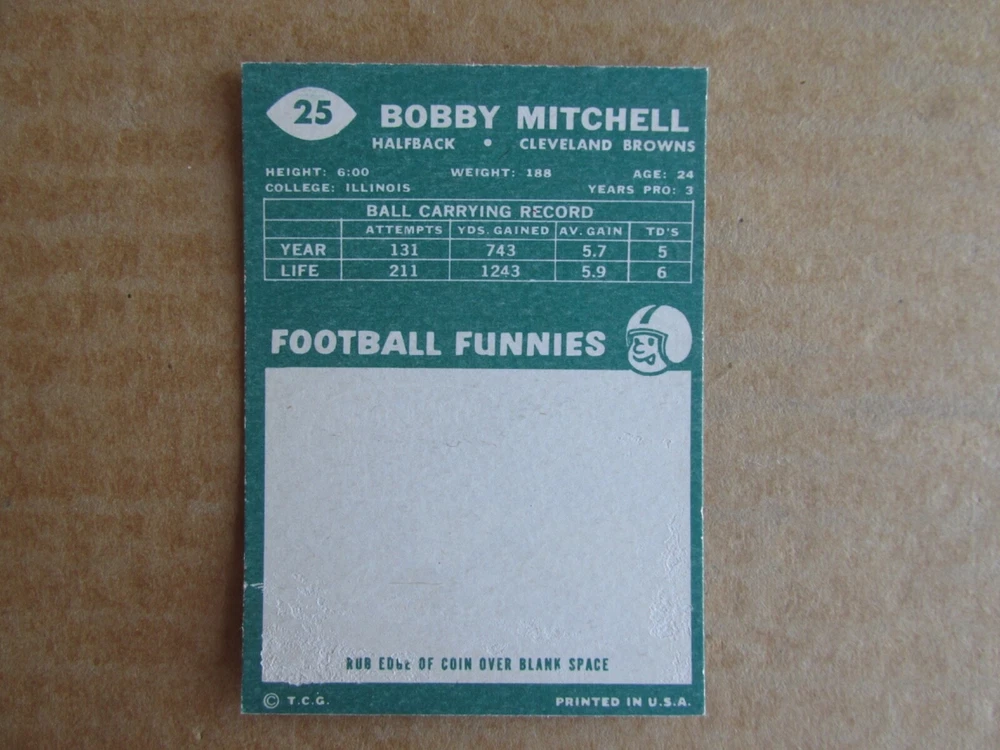 25
BOBBY MITCHELL
HALFBACK • CLEVELAND BROWNS
HEIGHT: 6:00 WEIGHT: 188 AGE: 24
COLLEGE: ILLINOIS YEARS PRO: 3
BALL CARRYING RECORD
ATTEMPTS YDS. GAINED AV. GAIN TD'S
YEAR 131 743 5.7 5
LIFE 211 1243 5.9 6
FOOTBALL FUNNIES
RUB EDGE OF COIN OVER BLANK SPACE
© T.C.G. PRINTED IN U.S.A.